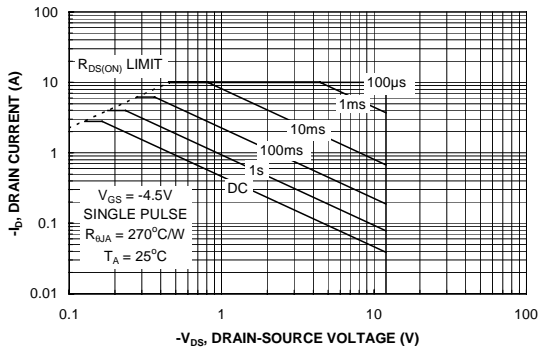 100
10
1
0.1
0.01
-I_D, DRAIN CURRENT (A)
R_DS(ON) LIMIT
100µs
1ms
10ms
100ms
1s
DC
V_GS = -4.5V
SINGLE PULSE
R_θJA = 270°C/W
T_A = 25°C
0.1 1 10 100
-V_DS, DRAIN-SOURCE VOLTAGE (V)